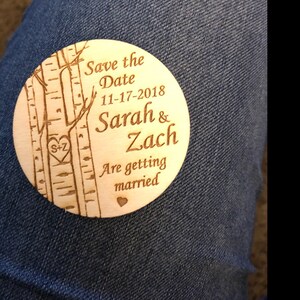 Save the
Date
11-17-2018
Sarah &
Zach
S+Z
Are getting
married